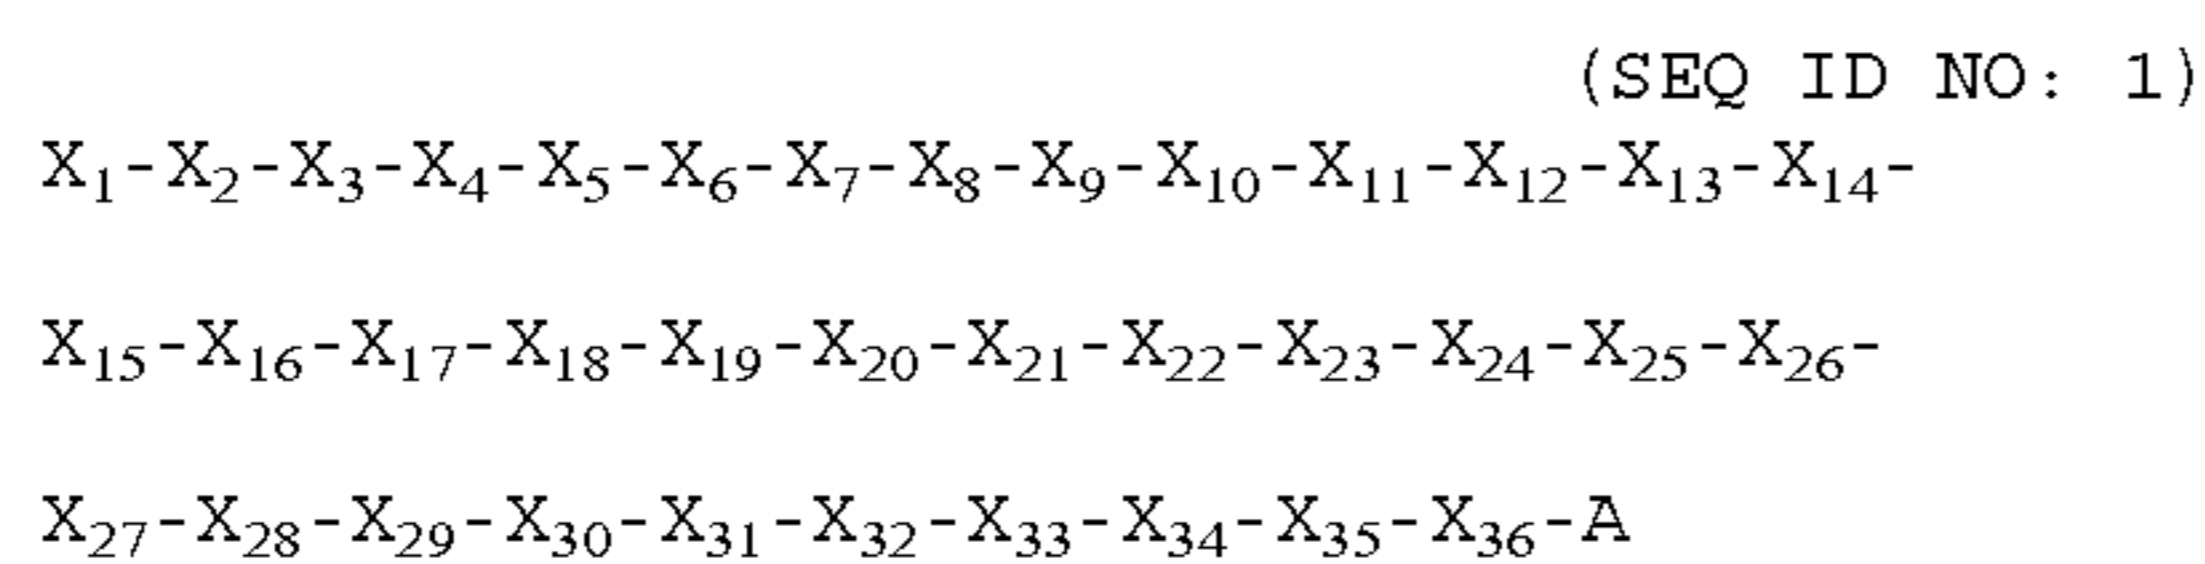 (SEQ ID NO: 1)
X₁-X₂-X₃-X₄-X₅-X₆-X₇-X₈-X₉-X₁₀-X₁₁-X₁₂-X₁₃-X₁₄-
X₁₅-X₁₆-X₁₇-X₁₈-X₁₉-X₂₀-X₂₁-X₂₂-X₂₃-X₂₄-X₂₅-X₂₆-
X₂₇-X₂₈-X₂₉-X₃₀-X₃₁-X₃₂-X₃₃-X₃₄-X₃₅-X₃₆-A